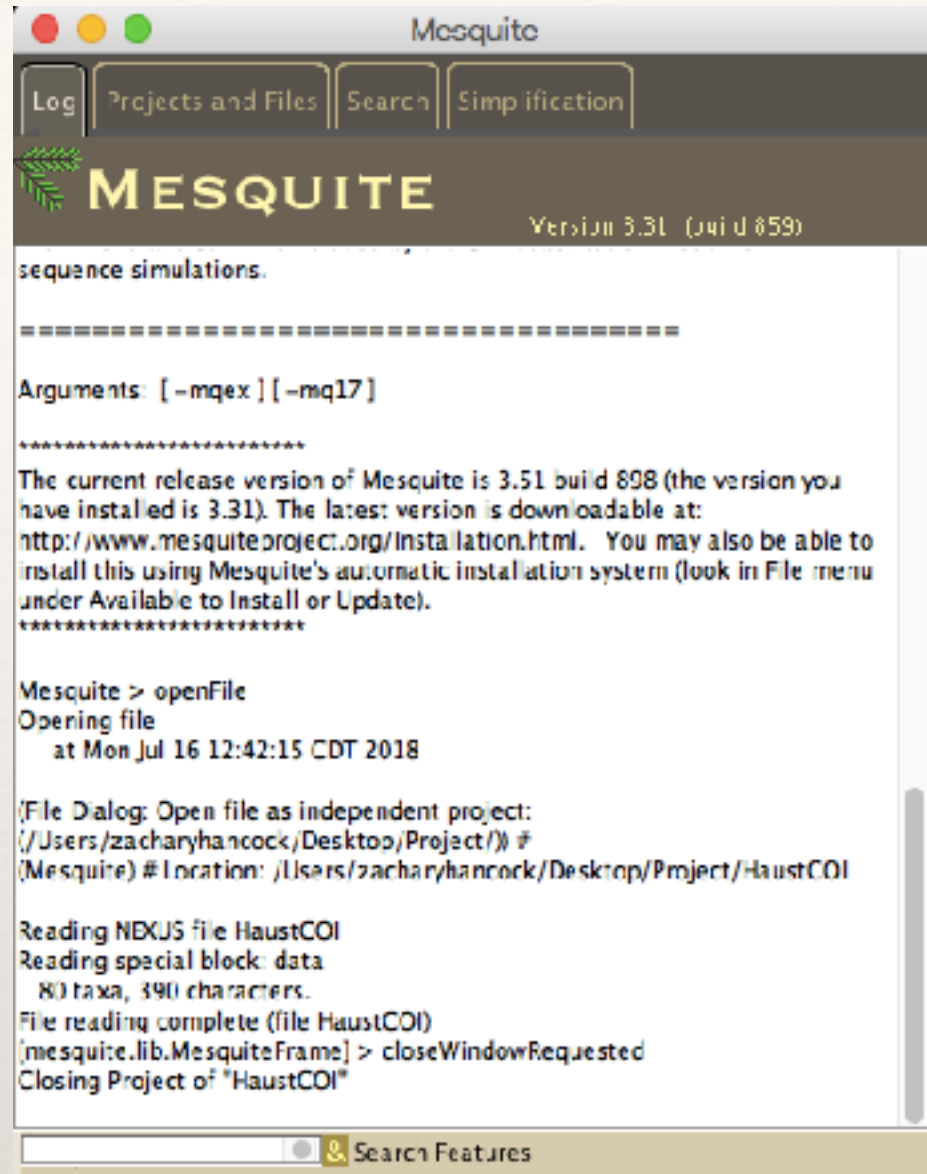 Mesquite
Log Projects and Files Search Simplification
MESQUITE
Version 3.31 (build 859)
sequence simulations.
=====================================
Arguments: [ -mqex ] [ -mq17 ]
*************************
The current release version of Mesquite is 3.51 build 898 (the version you
have installed is 3.31). The latest version is downloadable at:
http://www.mesquiteproject.org/Installation.html. You may also be able to
install this using Mesquite's automatic installation system (look in File menu
under Available to Install or Update).
*************************
Mesquite > openFile
Opening file
at Mon Jul 16 12:42:15 CDT 2018
(File Dialog: Open file as independent project:
(/Users/zacharyhancock/Desktop/Project/)) #
(Mesquite) # Location: /Users/zacharyhancock/Desktop/Project/HaustCOI
Reading NEXUS file HaustCOI
Reading special block: data
80 taxa, 390 characters.
File reading complete (file HaustCOI)
[mesquite.lib.MesquiteFrame] > closeWindowRequested
Closing Project of "HaustCOI"
& Search Features